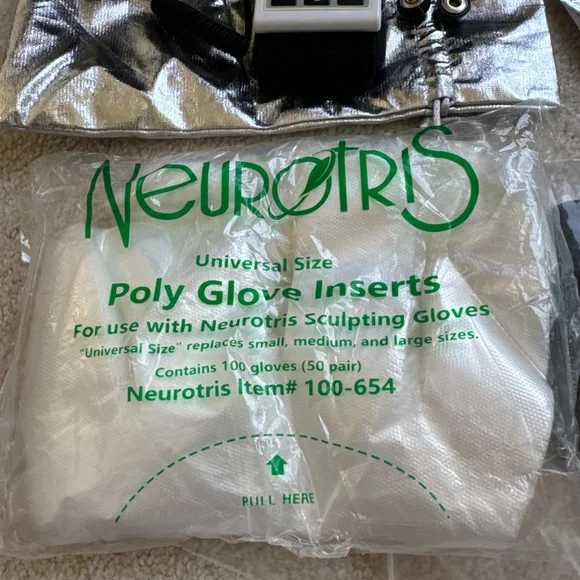 NEUROTRIS
Universal Size
Poly Glove Inserts
For use with Neurotris Sculpting Gloves
"Universal Size" replaces small, medium, and large sizes.
Contains 100 gloves (50 pair)
Neurotris Item# 100-654
PULL HERE